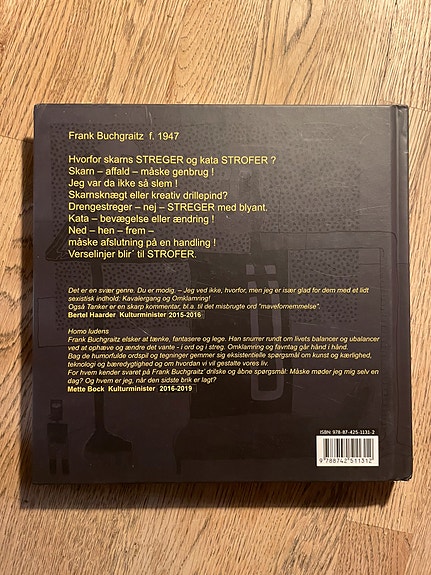 Frank Buchgraitz f. 1947
Hvorfor skarns STREGER og kata STROFER ?
Skarn – affald – måske genbrug !
Jeg var da ikke så slem !
Skarnsknægt eller kreativ drillepind?
Drengestreger – nej – STREGER med blyant.
Kata – bevægelse eller ændring !
Ned – hen – frem –
måske afslutning på en handling !
Verselinjer blir´ til STROFER.
Det er en svær genre. Du er modig. – Jeg ved ikke, hvorfor, men jeg er især glad for dem med et lidt
sexistisk indhold: Kavalergang og Omklamring!
Også Tanker er en skarp kommentar, bl.a. til det misbrugte ord "mavefornemmelse".
Bertel Haarder Kulturminister 2015-2016
Homo ludens
Frank Buchgraitz elsker at tænke, fantasere og lege. Han snurrer rundt om livets balancer og ubalancer
ved at ophæve og ændre det vante - i ord og i streg. Omklamring og favntag går hånd i hånd.
Bag de humorfulde ordspil og tegninger gemmer sig eksistentielle spørgsmål om kunst og kærlighed,
teknologi og bæredygtighed og om hvordan vi vil gestalte vores liv.
For hvem kender svaret på Frank Buchgraitz' drilske og åbne spørgsmål: Måske møder jeg mig selv en
dag? Og hvem er jeg, når den sidste brik er lagt?
Mette Bock Kulturminister 2016-2019
ISBN: 978-87-425-1131-2
9 788742 511312